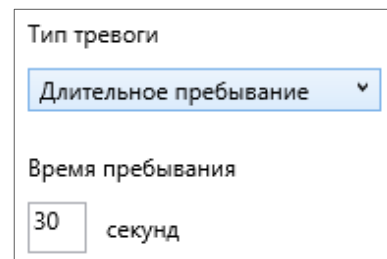 Тип тревоги
Длительное пребывание
Время пребывания
30 секунд